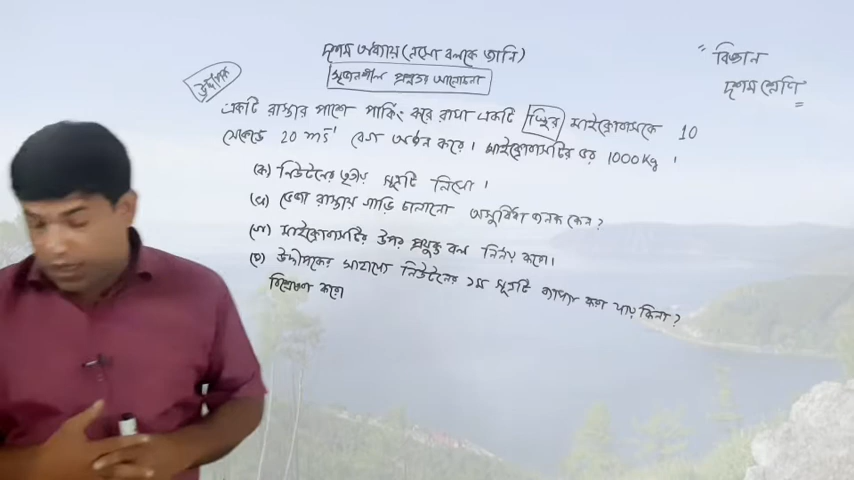 দশম অধ্যায় (এসো বলকে জানি)
সৃজনশীল প্রশ্নের আলোচনা
"বিজ্ঞান
দশম শ্রেণি
উদ্দীপক
একটি রাস্তার পাশে পার্কিং করে রাখা একটি স্থির মাইক্রোবাসকে 10
সেকেন্ডে 20 ms⁻¹ বেগ অর্জন করে। মাইক্রোবাসটির ভর 1000 Kg।
(ক) নিউটনের তৃতীয় সূত্রটি লিখো।
(খ) ভেজা রাস্তায় গাড়ি চালানো অসুবিধা জনক কেন?
(গ) মাইক্রোবাসটির উপর প্রযুক্ত বল নির্ণয় করো।
(ঘ) উদ্দীপকের সাহায্যে নিউটনের ১ম সূত্রটি ব্যাখ্যা করা যায় কিনা?
বিশ্লেষণ করো